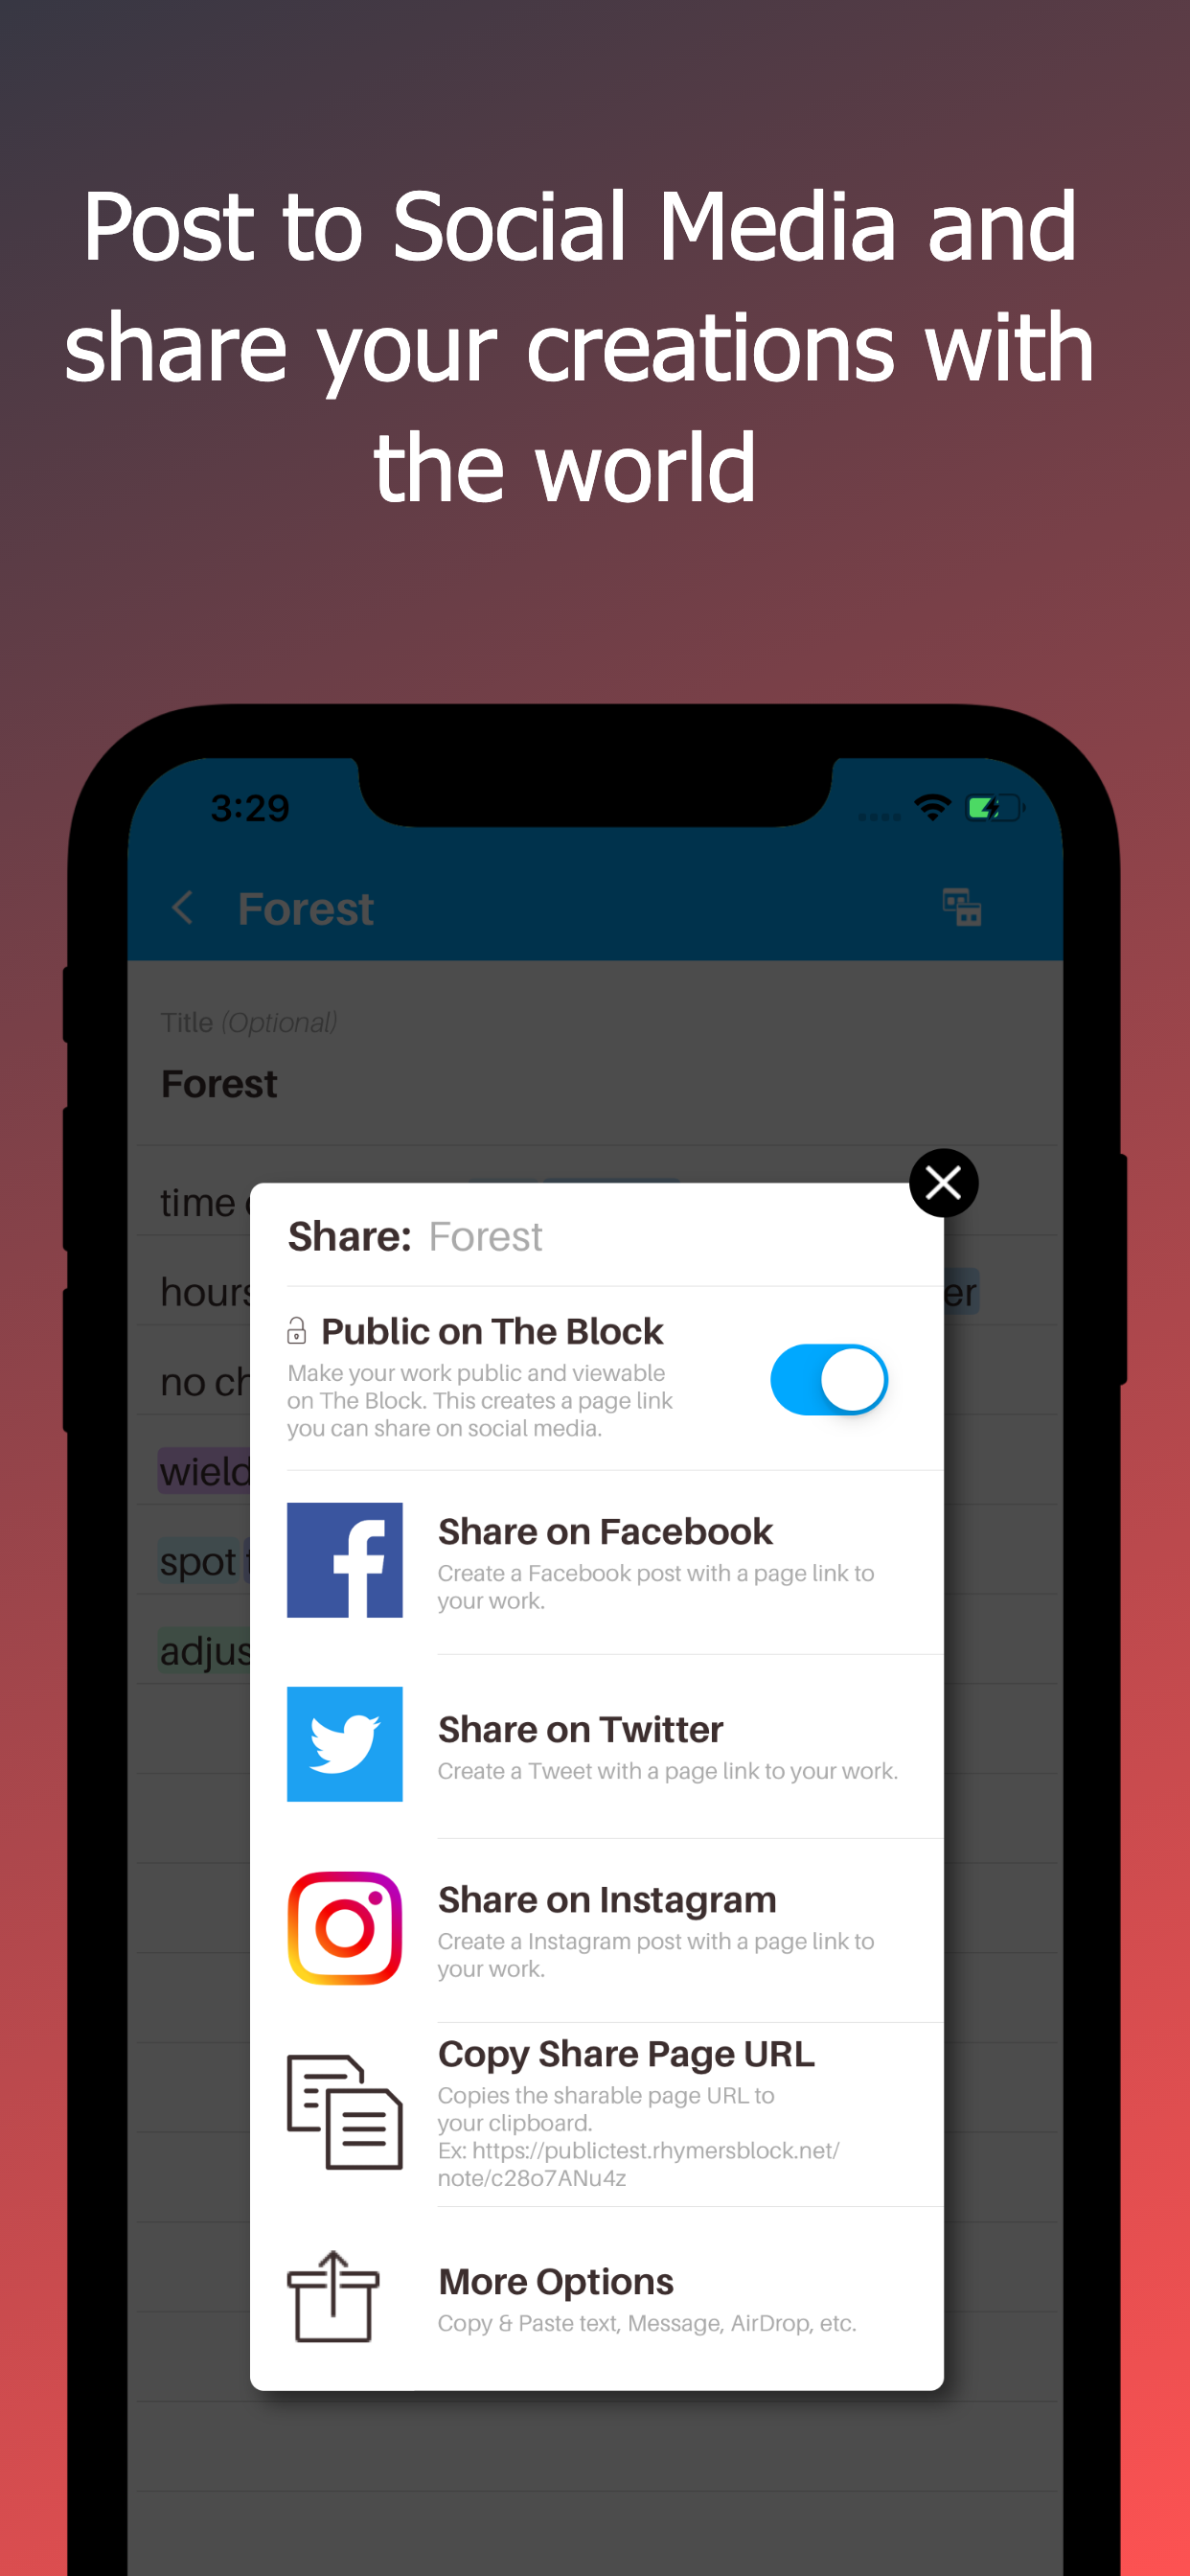 Post to Social Media and
share your creations with
the world
3:29
Forest
Title (Optional)
Forest
time
Share: Forest
Public on The Block
Make your work public and viewable
on The Block. This creates a page link
you can share on social media.
no
spot
Share on Facebook
Create a Facebook post with a page link to
your work.
Share on Twitter
Create a Tweet with a page link to your work.
Share on Instagram
Create a Instagram post with a page link to
your work.
Copy Share Page URL
Copies the sharable page URL to
your clipboard.
Ex: https://publictest.rhymersblock.net/
note/c28o7ANu4z
More Options
Copy & Paste text, Message, AirDrop, etc.